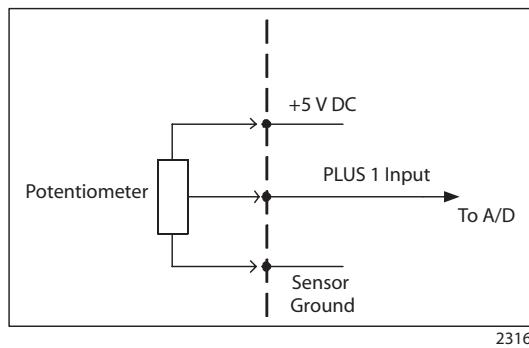 +5 V DC
PLUS 1 Input
Potentiometer
To A/D
Sensor
Ground
2316